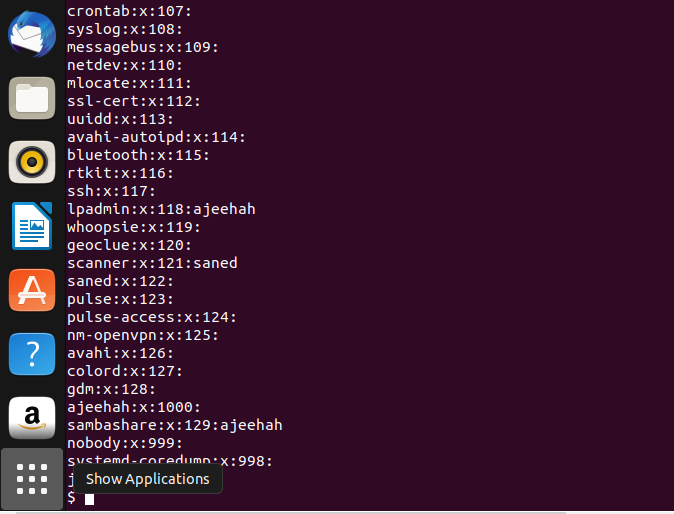 crontab:x:107:
syslog:x:108:
messagebus:x:109:
netdev:x:110:
mlocate:x:111:
ssl-cert:x:112:
uuidd:x:113:
avahi-autoipd:x:114:
bluetooth:x:115:
rtkit:x:116:
ssh:x:117:
lpadmin:x:118:ajeehah
whoopsie:x:119:
geoclue:x:120:
scanner:x:121:saned
saned:x:122:
pulse:x:123:
pulse-access:x:124:
nm-openvpn:x:125:
avahi:x:126:
colord:x:127:
gdm:x:128:
ajeehah:x:1000:
sambashare:x:129:ajeehah
nobody:x:999:
systemd-coredump:x:998:
Show Applications
$